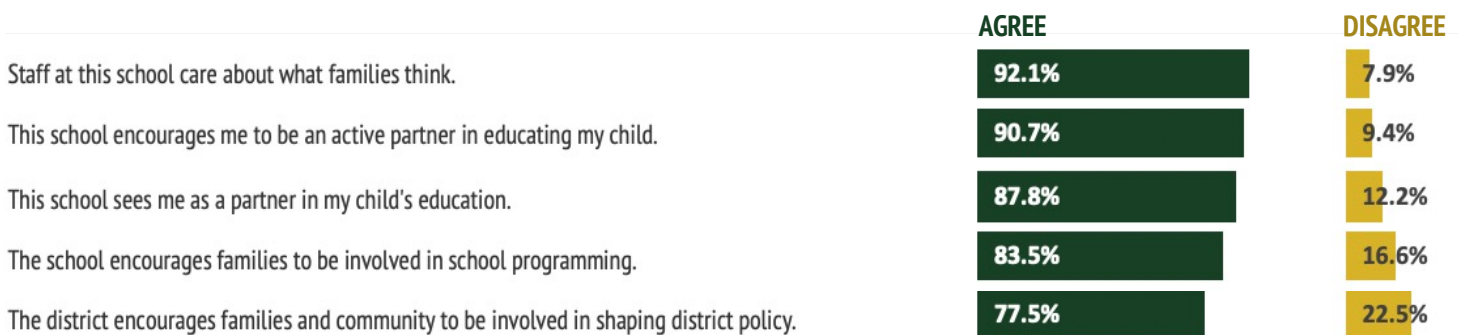 AGREE DISAGREE
Staff at this school care about what families think. 92.1% 7.9%
This school encourages me to be an active partner in educating my child. 90.7% 9.4%
This school sees me as a partner in my child's education. 87.8% 12.2%
The school encourages families to be involved in school programming. 83.5% 16.6%
The district encourages families and community to be involved in shaping district policy. 77.5% 22.5%